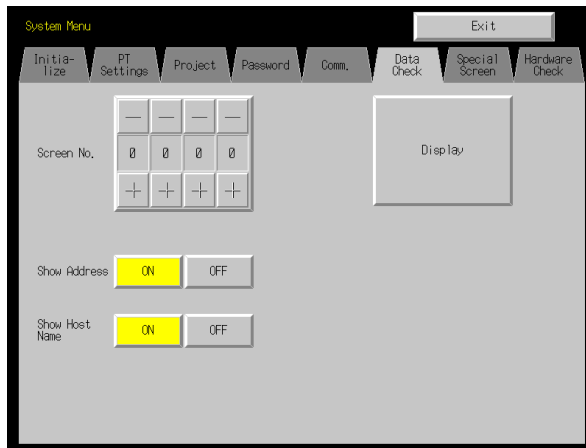 System Menu
Exit
Initia-
lize
PT
Settings
Project
Password
Comm.
Data
Check
Special
Screen
Hardware
Check
Screen No.
0 0 0 0
Display
Show Address
ON
OFF
Show Host
Name
ON
OFF